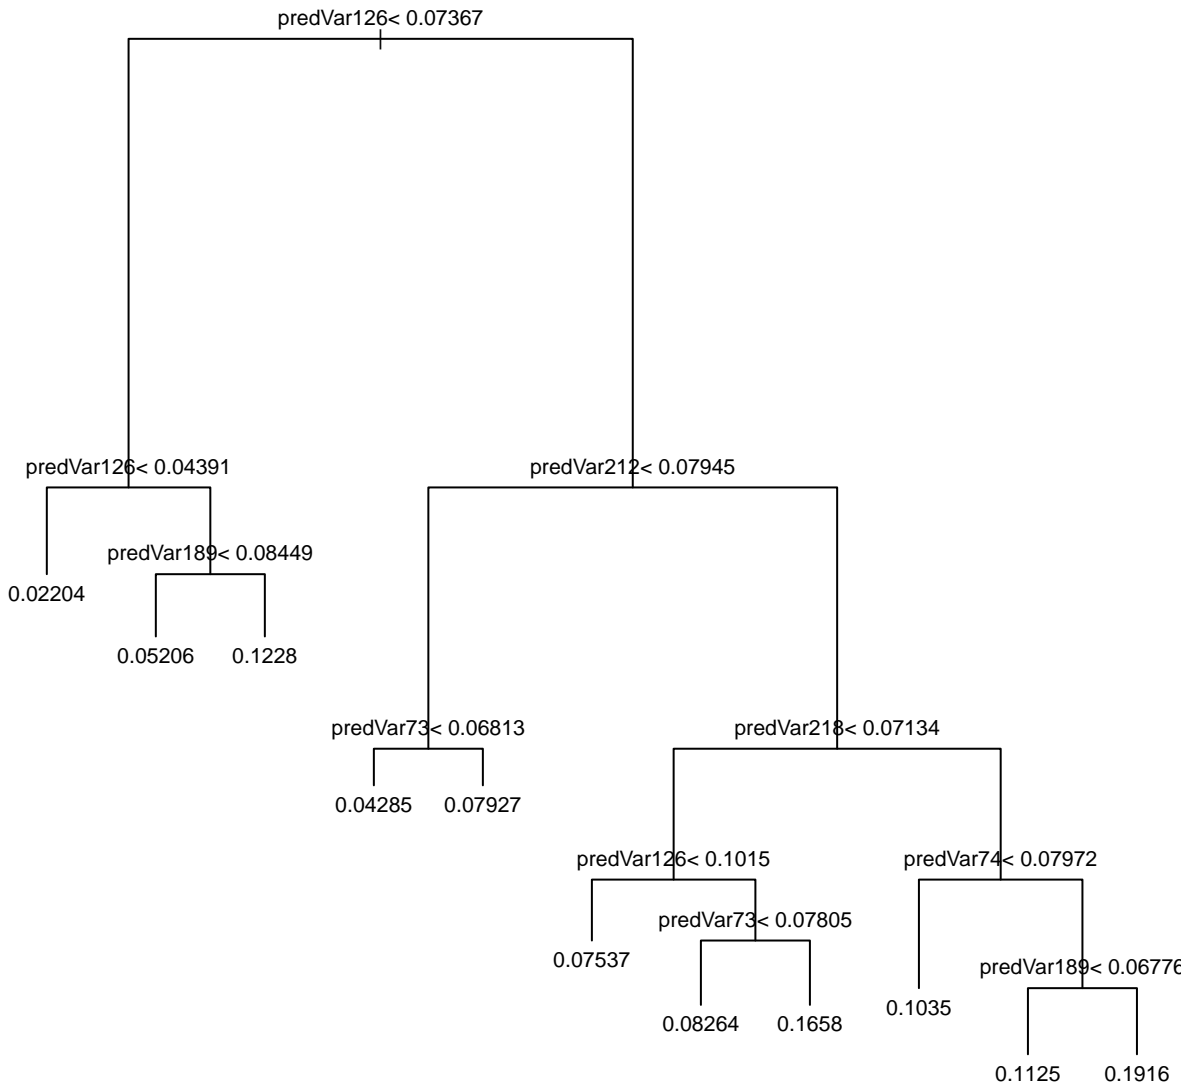 predVar126< 0.07367
predVar126< 0.04391
predVar212< 0.07945
predVar189< 0.08449
0.02204
0.05206
0.1228
predVar73< 0.06813
predVar218< 0.07134
0.04285
0.07927
predVar126< 0.1015
predVar74< 0.07972
predVar73< 0.07805
0.07537
predVar189< 0.06776
0.1035
0.08264
0.1658
0.1125
0.1916